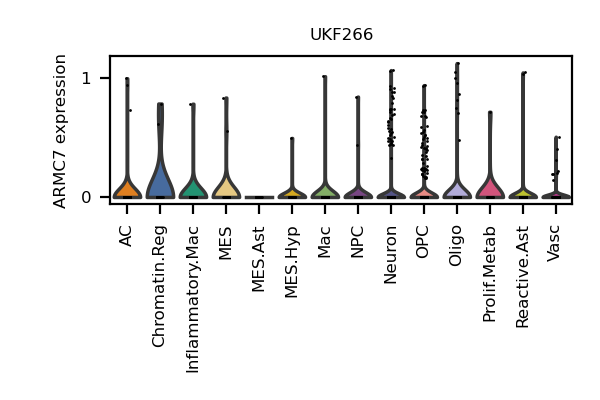 UKF266
ARMC7 expression
1
0
AC
Chromatin.Reg
Inflammatory.Mac
MES
MES.Ast
MES.Hyp
Mac
NPC
Neuron
OPC
Oligo
Prolif.Metab
Reactive.Ast
Vasc